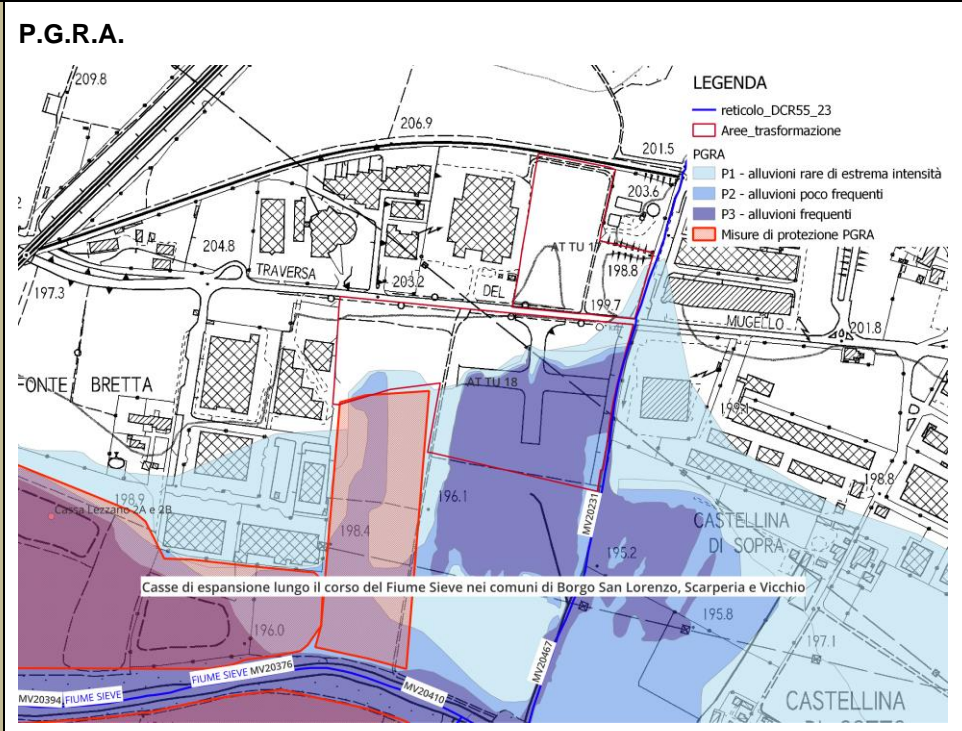 P.G.R.A.
LEGENDA
reticolo_DCR55_23
Aree_trasformazione
PGRA
P1 - alluvioni rare di estrema intensità
P2 - alluvioni poco frequenti
P3 - alluvioni frequenti
Misure di protezione PGRA
209.8
206.9
201.5
203.6
204.8
AT TU 1
198.8
TRAVERSA
203.2
DEL
199.7
MUGELLO
201.8
197.3
FONTE BRETTA
AT TU 18
199.1
198.8
196.1
198.9
Cassa Lezzano 2A e 2B
198.4
MV20231
CASTELLINA
DI SOPRA
195.2
Casse di espansione lungo il corso del Fiume Sieve nei comuni di Borgo San Lorenzo, Scarperia e Vicchio
195.8
196.0
197.1
MV20467
FIUME SIEVE
MV20376
MV20394
FIUME SIEVE
MV20410
CASTELLINA